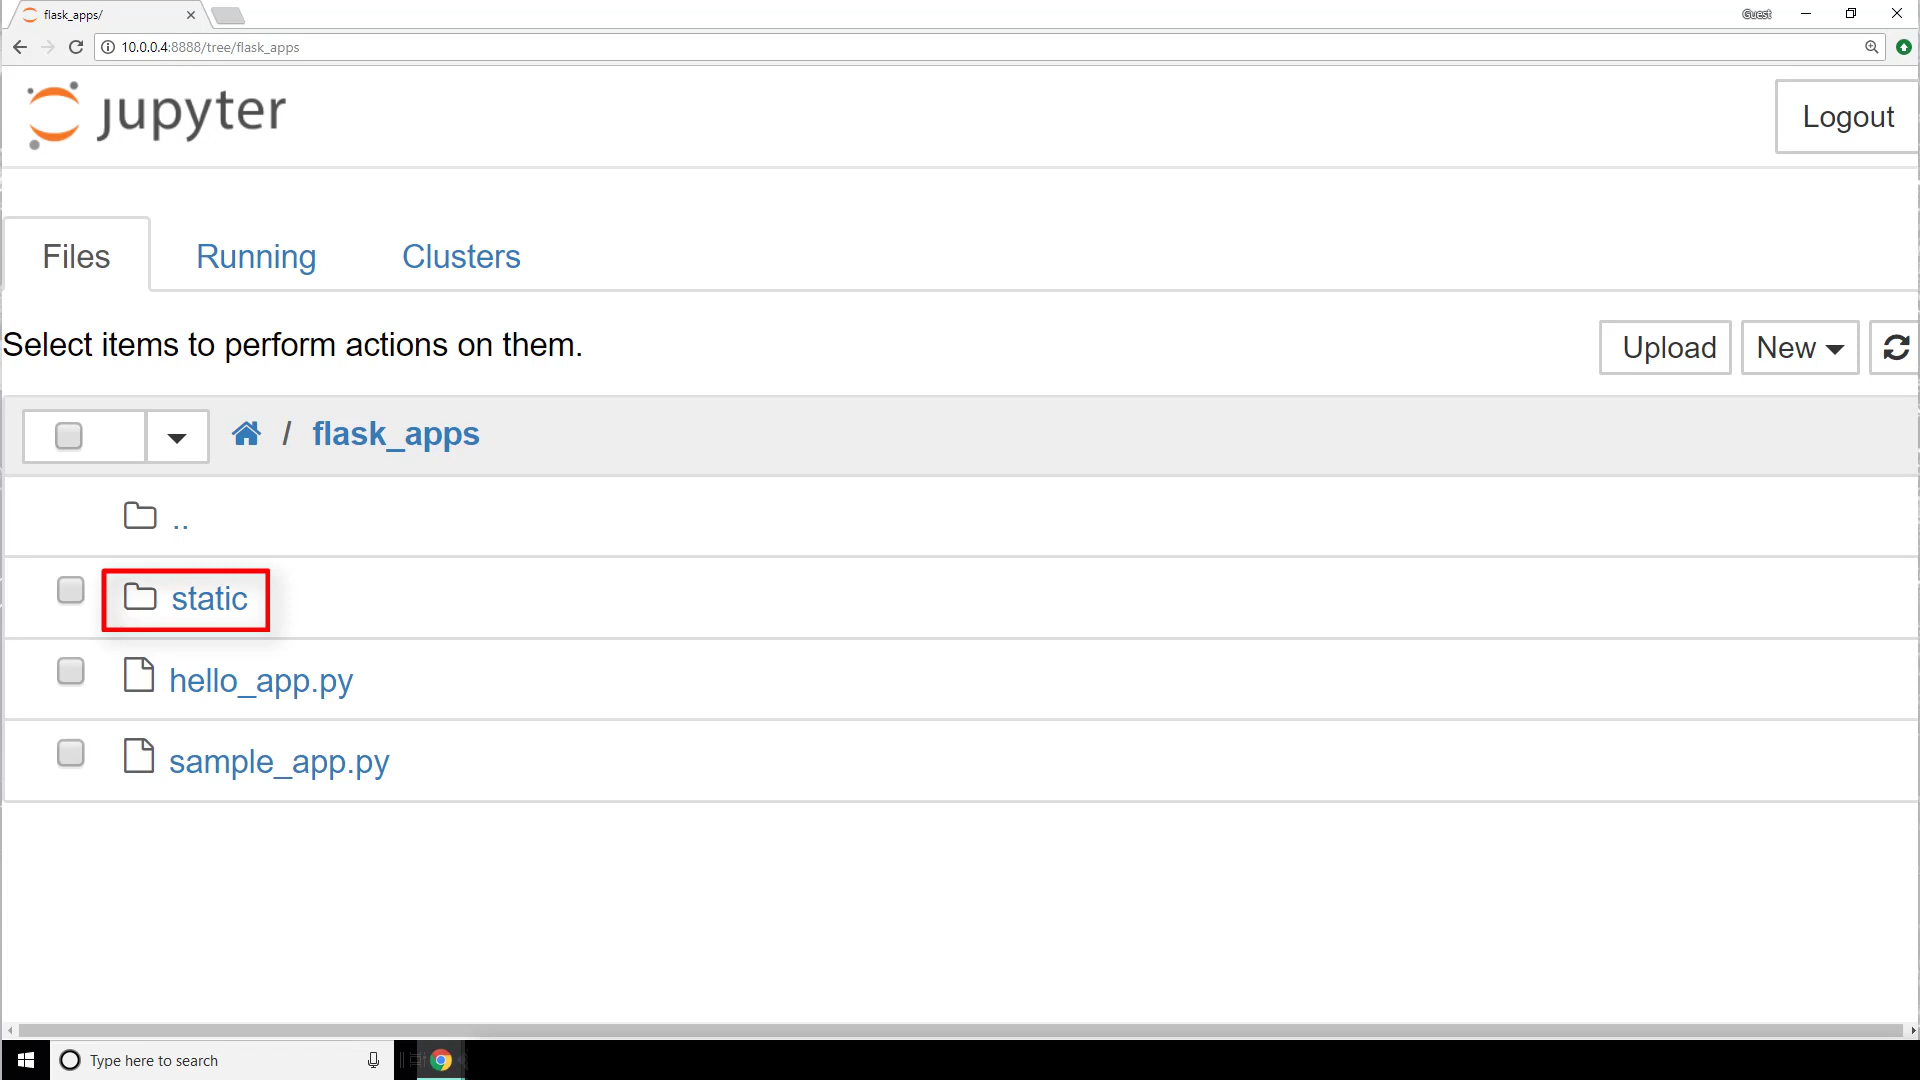 flask_apps/
Guest
10.0.0.4:8888/tree/flask_apps
jupyter
Logout
Files Running Clusters
Select items to perform actions on them.
Upload New
/ flask_apps
..
static
hello_app.py
sample_app.py
Type here to search